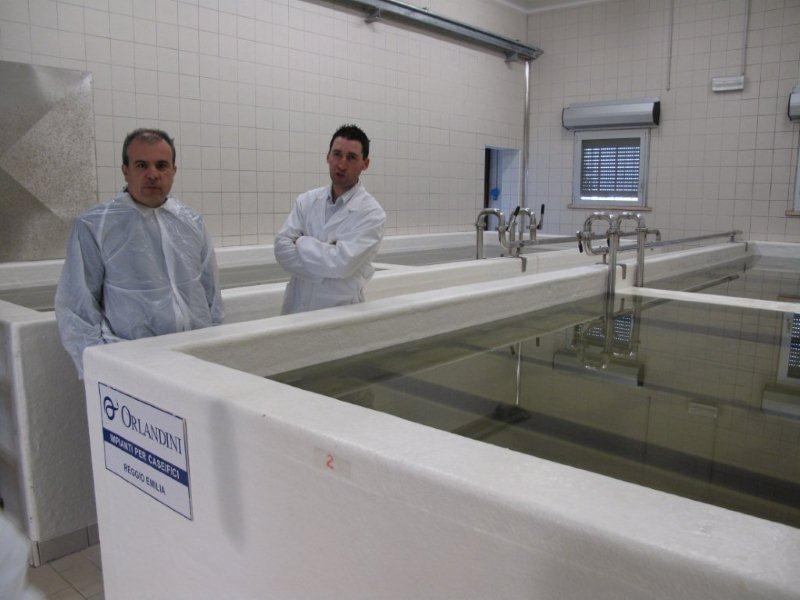 ORLANDINI
IMPIANTI PER CASEIFICI
REGGIO EMILIA
2